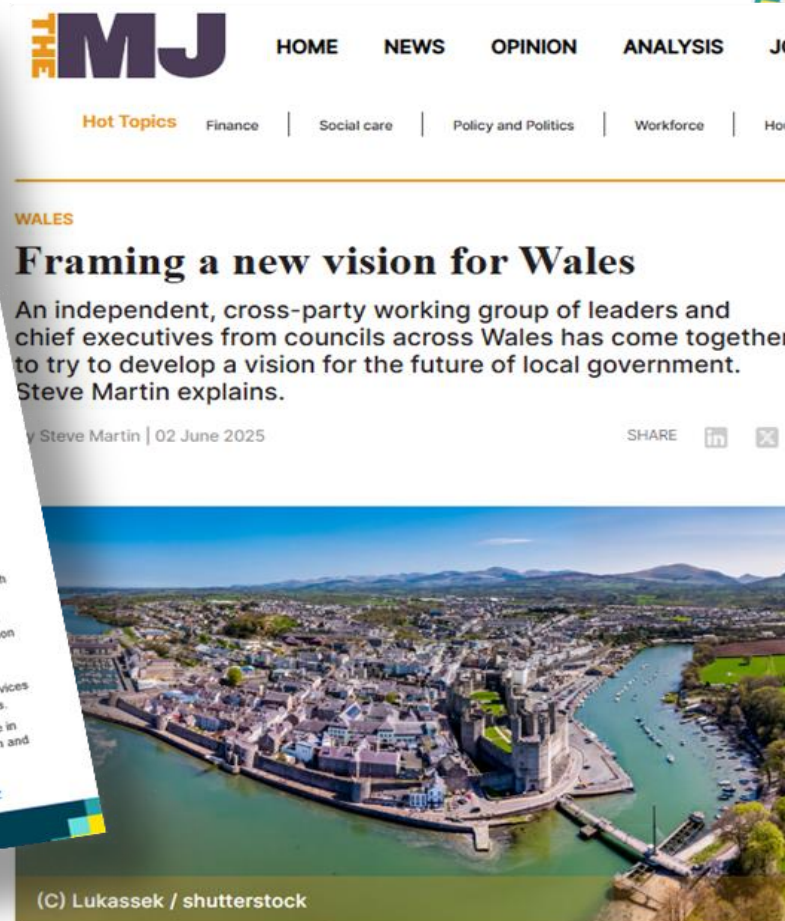 THE MJ
HOME NEWS OPINION ANALYSIS
Hot Topics Finance | Social care | Policy and Politics | Workforce |
WALES
Framing a new vision for Wales
An independent, cross-party working group of leaders and
chief executives from councils across Wales has come together
to try to develop a vision for the future of local government.
Steve Martin explains.
y Steve Martin | 02 June 2025 SHARE in X
in
and
(C) Lukassek / shutterstock